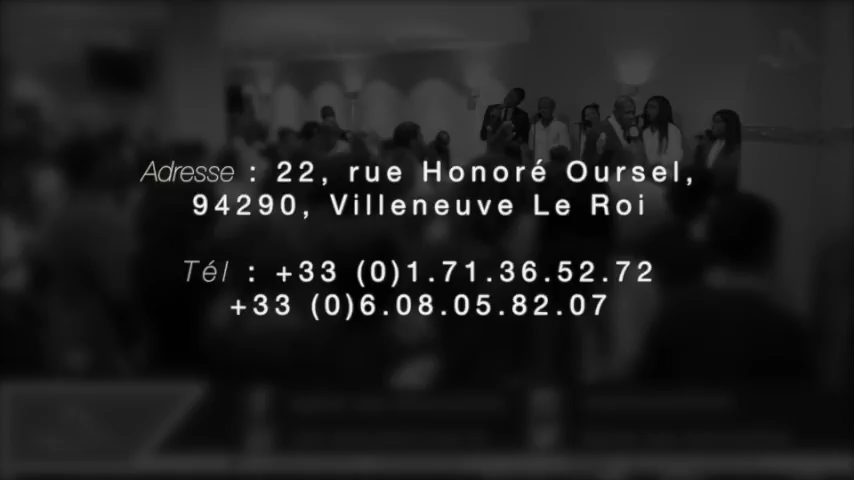 Adresse : 22, rue Honoré Oursel,
94290, Villeneuve Le Roi
Tél : +33 (0)1.71.36.52.72
+33 (0)6.08.05.82.07